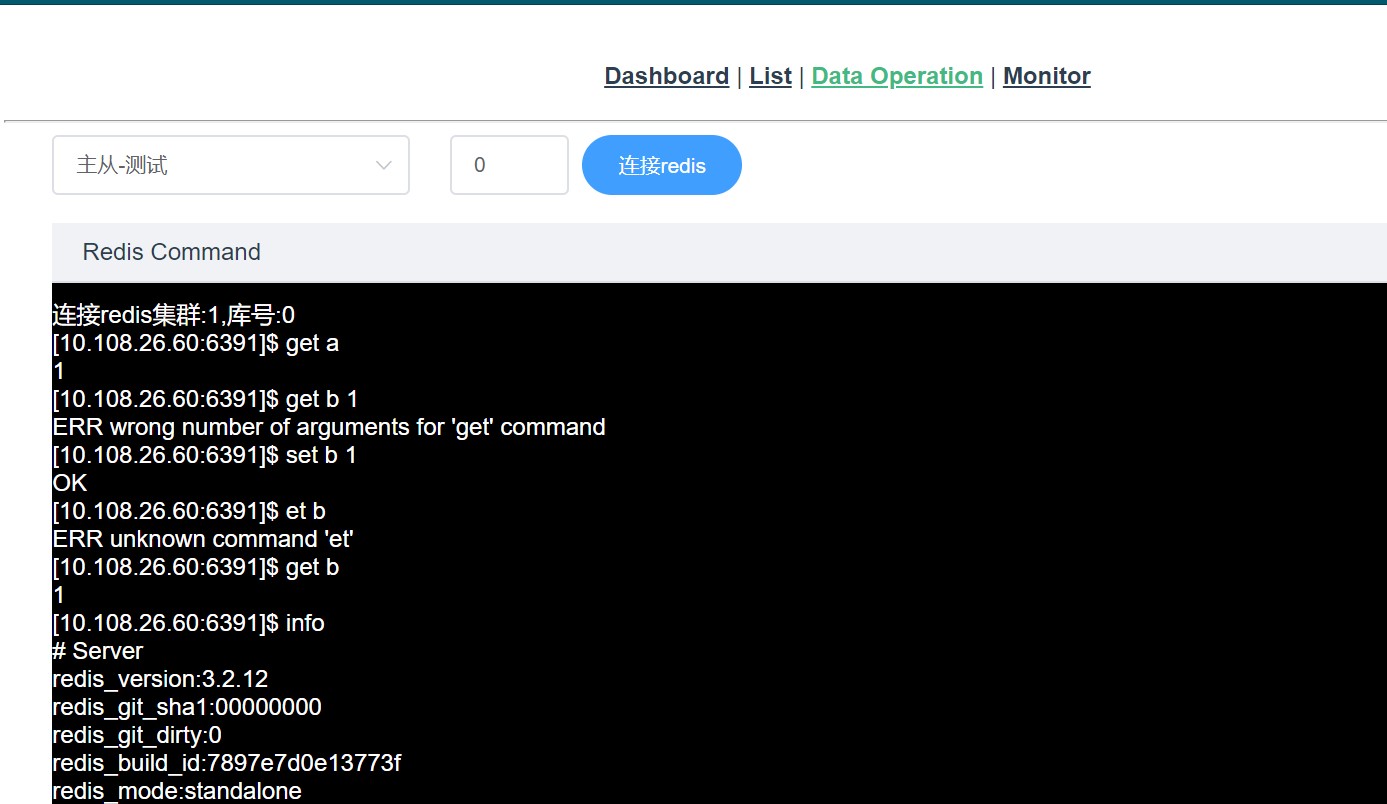 Dashboard | List | Data Operation | Monitor
主从-测试 0 连接redis
Redis Command
连接redis集群:1,库号:0
[10.108.26.60:6391]$ get a
1
[10.108.26.60:6391]$ get b 1
ERR wrong number of arguments for 'get' command
[10.108.26.60:6391]$ set b 1
OK
[10.108.26.60:6391]$ et b
ERR unknown command 'et'
[10.108.26.60:6391]$ get b
1
[10.108.26.60:6391]$ info
# Server
redis_version:3.2.12
redis_git_sha1:00000000
redis_git_dirty:0
redis_build_id:7897e7d0e13773f
redis_mode:standalone